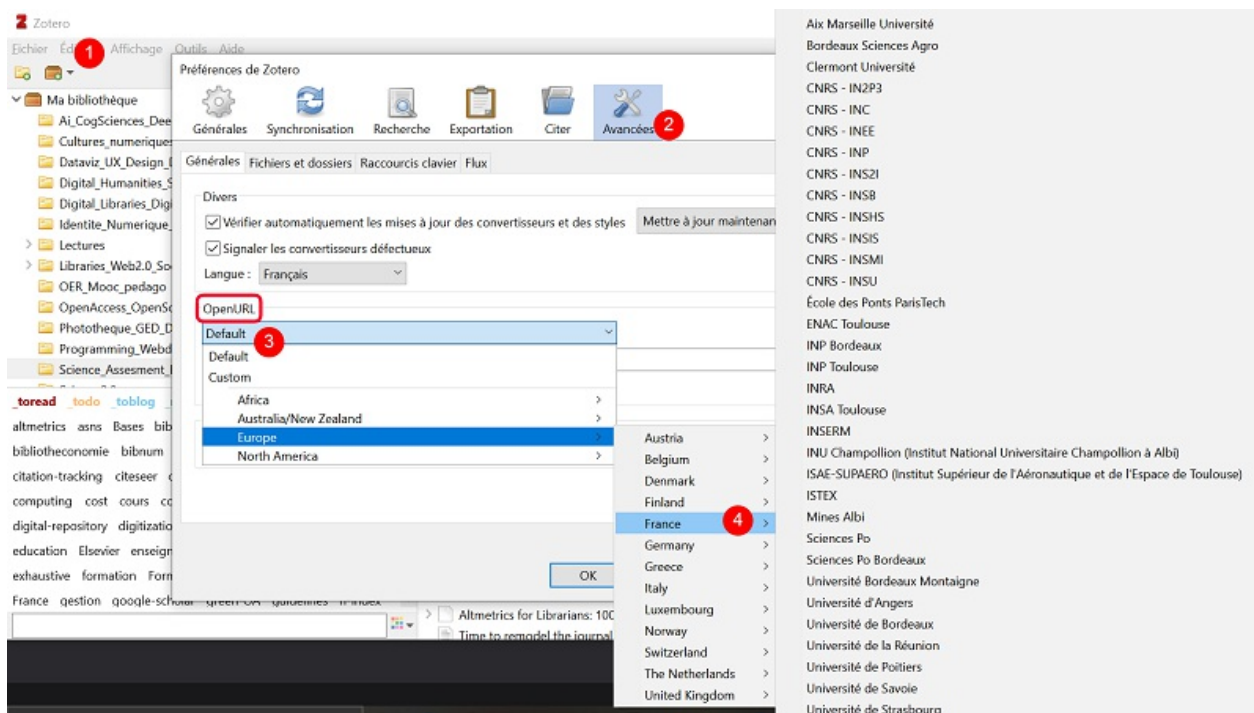 Zotero
Fichier Éd Affichage Outils Aide
1
Ma bibliothèque
Ai_CogSciences_Dee
Cultures_numerique
Dataviz_UX_Design_
Digital_Humanities_S
Digital_Libraries_Digi
Identite_Numerique_
Lectures
Libraries_Web2.0_So
OER_Mooc_pedago
OpenAccess_OpenSc
Phototheque_GED_D
Programming_Webd
Science_Assesment_
_toread _todo _toblog
altmetrics asns Bases bib
bibliotheconomie bibnum
citation-tracking citeseer
computing cost cours co
digital-repository digitizatio
education Elsevier enseign
exhaustive formation Form
France gestion google-scholar green-OA guidelines h-index
Préférences de Zotero
Générales Synchronisation Recherche Exportation Citer Avancées
2
Générales Fichiers et dossiers Raccourcis clavier Flux
Divers
Vérifier automatiquement les mises à jour des convertisseurs et des styles Mettre à jour maintenan
Signaler les convertisseurs défectueux
Langue : Français
OpenURL
Default
3
Default
Custom
Africa
Australia/New Zealand
Europe
North America
OK
Altmetrics for Librarians: 100
Time to remodel the journal
Austria
Belgium
Denmark
Finland
France
4
Germany
Greece
Italy
Luxembourg
Norway
Switzerland
The Netherlands
United Kingdom
Aix Marseille Université
Bordeaux Sciences Agro
Clermont Université
CNRS - IN2P3
CNRS - INC
CNRS - INEE
CNRS - INP
CNRS - INS2I
CNRS - INSB
CNRS - INSHS
CNRS - INSIS
CNRS - INSMI
CNRS - INSU
École des Ponts ParisTech
ENAC Toulouse
INP Bordeaux
INP Toulouse
INRA
INSA Toulouse
INSERM
INU Champollion (Institut National Universitaire Champollion à Albi)
ISAE-SUPAERO (Institut Supérieur de l'Aéronautique et de l'Espace de Toulouse)
ISTEX
Mines Albi
Sciences Po
Sciences Po Bordeaux
Université Bordeaux Montaigne
Université d'Angers
Université de Bordeaux
Université de la Réunion
Université de Poitiers
Université de Savoie
Université de Strasbourg